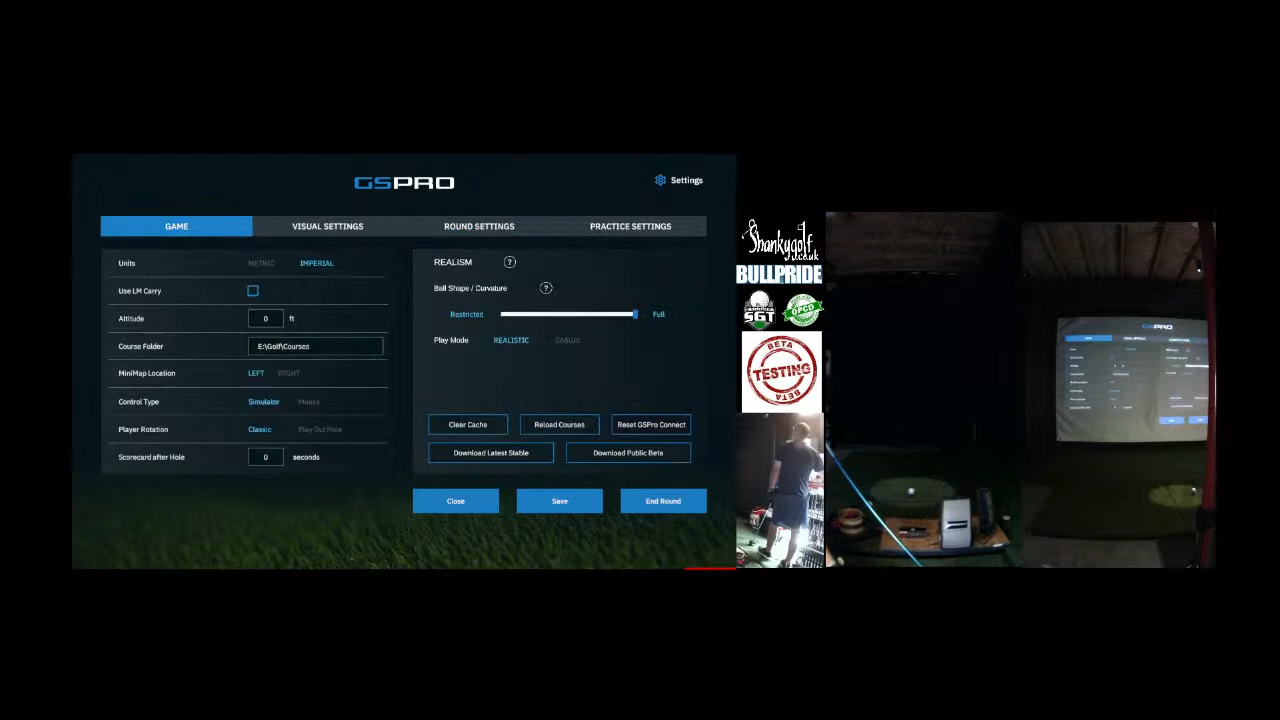 GSPRO
Settings
GAME
VISUAL SETTINGS
ROUND SETTINGS
PRACTICE SETTINGS
Units
METRIC
IMPERIAL
Use LM Carry
Altitude
0
ft
Course Folder
E:\Golf\Courses
MiniMap Location
LEFT
RIGHT
Control Type
Simulator
Mouse
Player Rotation
Classic
Play Out Hole
Scorecard after Hole
0
seconds
REALISM
?
Ball Shape / Curvature
?
Restricted
Full
Play Mode
REALISTIC
CASUAL
Clear Cache
Reload Courses
Reset GSPro Connect
Download Latest Stable
Download Public Beta
Close
Save
End Round
Shankygolf
.co.uk
BULLPRIDE
SGT
OPCD
BETA
TESTING
BETA
GSPRO